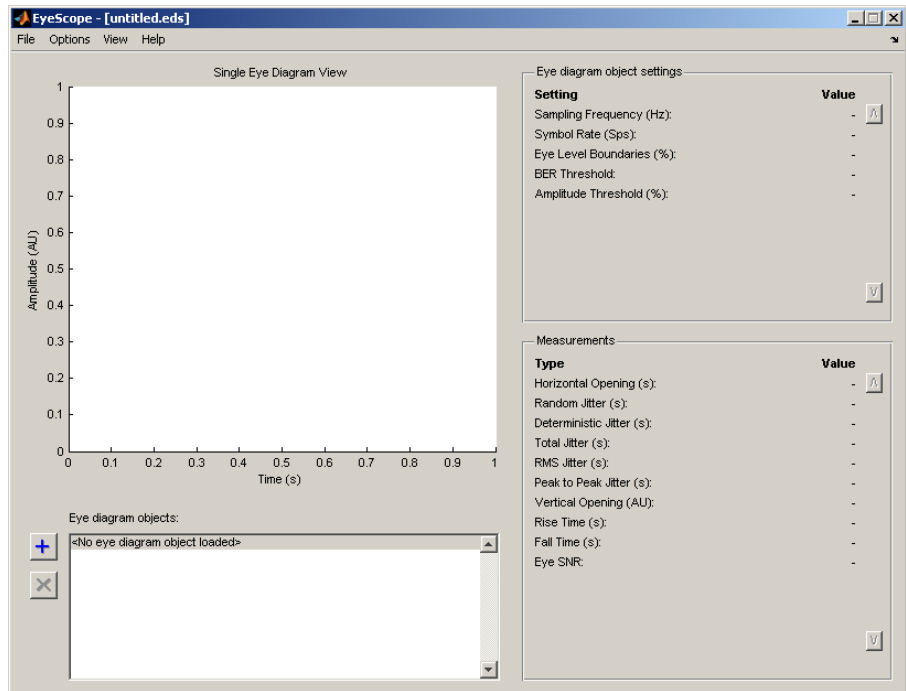 EyeScope - [untitled.eds]
File Options View Help
Single Eye Diagram View
1
0.9
0.8
0.7
0.6
0.5
0.4
0.3
0.2
0.1
0
Amplitude (AU)
0 0.1 0.2 0.3 0.4 0.5 0.6 0.7 0.8 0.9 1
Time (s)
Eye diagram objects:
<No eye diagram object loaded>
Eye diagram object settings
Setting Value
Sampling Frequency (Hz): -
Symbol Rate (Sps): -
Eye Level Boundaries (%): -
BER Threshold: -
Amplitude Threshold (%): -
Measurements
Type Value
Horizontal Opening (s): -
Random Jitter (s): -
Deterministic Jitter (s): -
Total Jitter (s): -
RMS Jitter (s): -
Peak to Peak Jitter (s): -
Vertical Opening (AU): -
Rise Time (s): -
Fall Time (s): -
Eye SNR: -